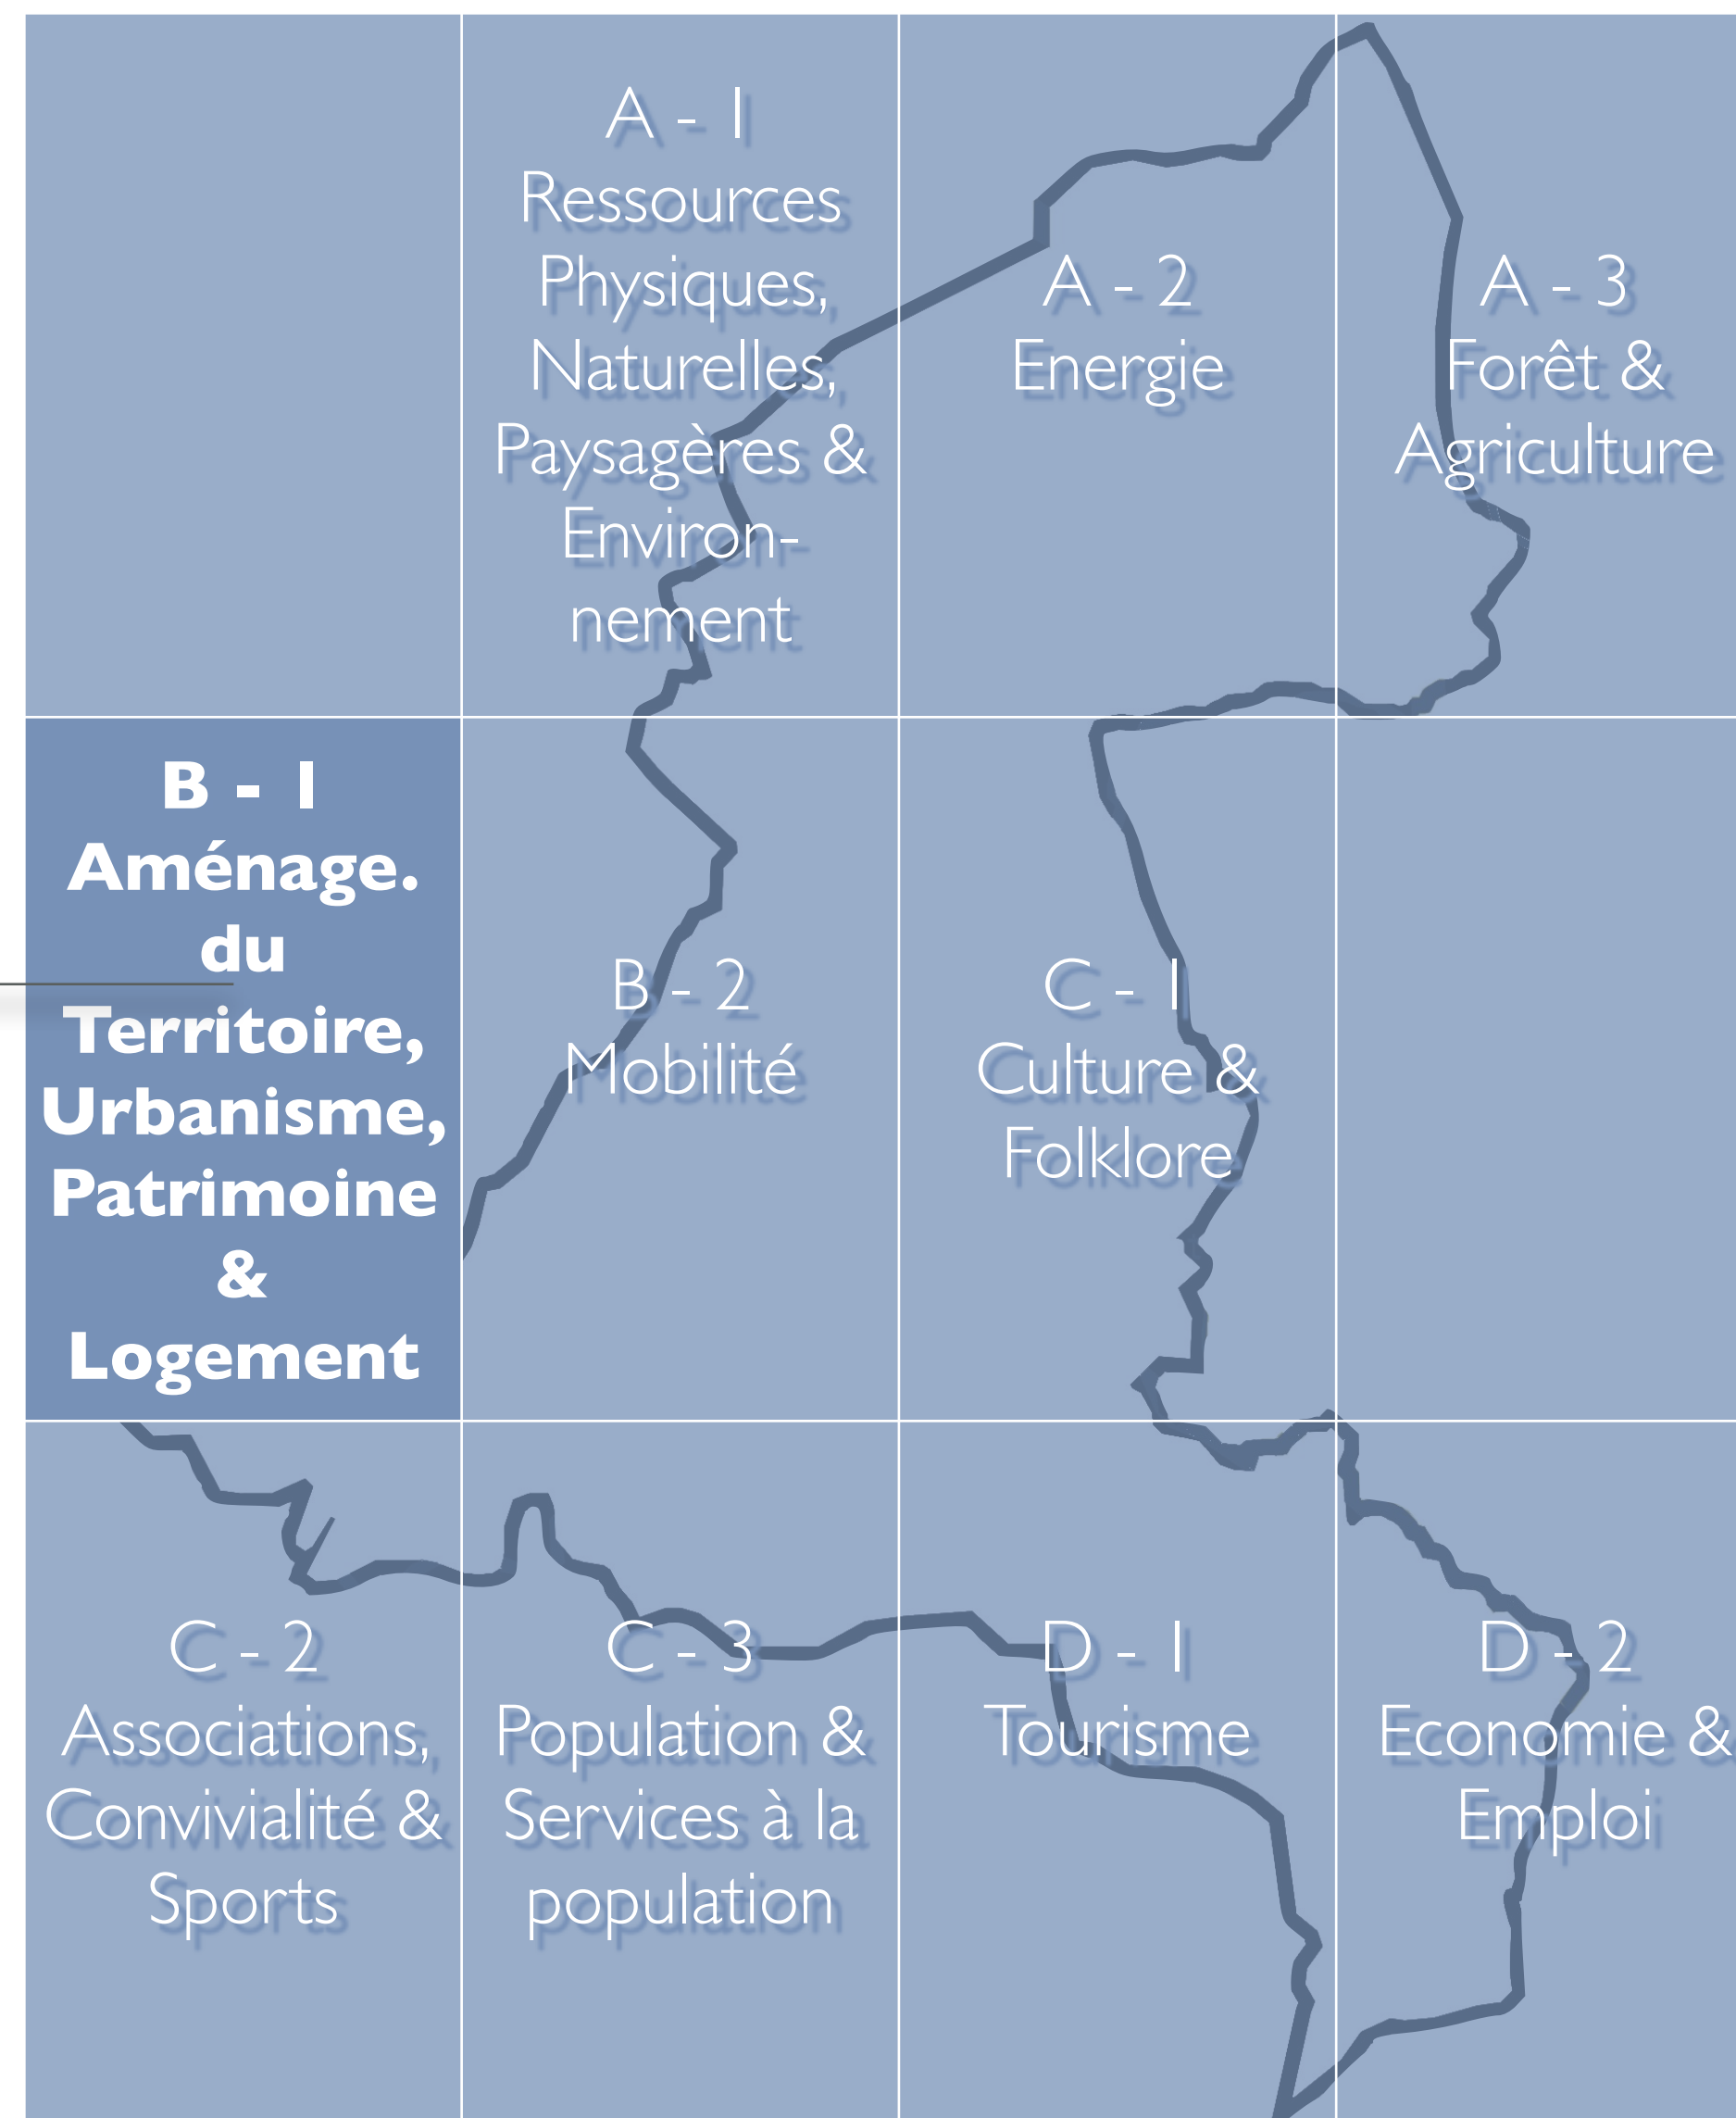 A - 1
Ressources
Physiques,
Naturelles,
Paysagères &
Environ-
nement
A - 2
Energie
A - 3
Forêt &
Agriculture
B - 1
Aménage.
du
Territoire,
Urbanisme,
Patrimoine
&
Logement
B - 2
Mobilité
C - 1
Culture &
Folklore
C - 2
Associations,
Convivialité &
Sports
C - 3
Population &
Services à la
population
D - 1
Tourisme
D - 2
Economie &
Emploi